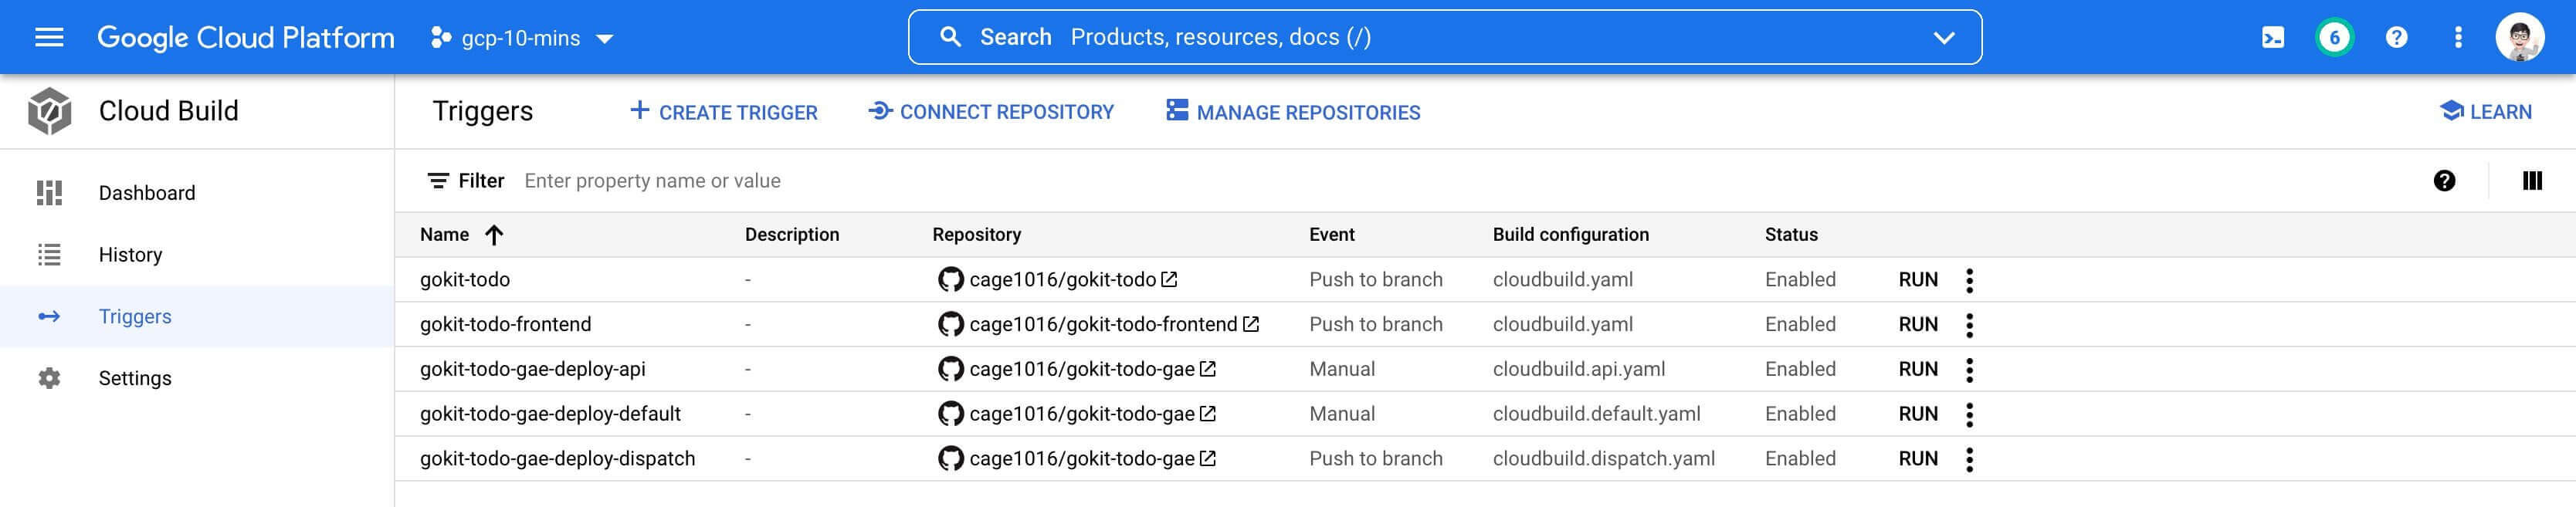 Google Cloud Platform gcp-10-mins Search Products, resources, docs (/) 6
Cloud Build Triggers CREATE TRIGGER CONNECT REPOSITORY MANAGE REPOSITORIES LEARN
Dashboard
History
Triggers
Settings
Filter Enter property name or value
Name Description Repository Event Build configuration Status
gokit-todo - cage1016/gokit-todo Push to branch cloudbuild.yaml Enabled RUN
gokit-todo-frontend - cage1016/gokit-todo-frontend Push to branch cloudbuild.yaml Enabled RUN
gokit-todo-gae-deploy-api - cage1016/gokit-todo-gae Manual cloudbuild.api.yaml Enabled RUN
gokit-todo-gae-deploy-default - cage1016/gokit-todo-gae Manual cloudbuild.default.yaml Enabled RUN
gokit-todo-gae-deploy-dispatch - cage1016/gokit-todo-gae Push to branch cloudbuild.dispatch.yaml Enabled RUN